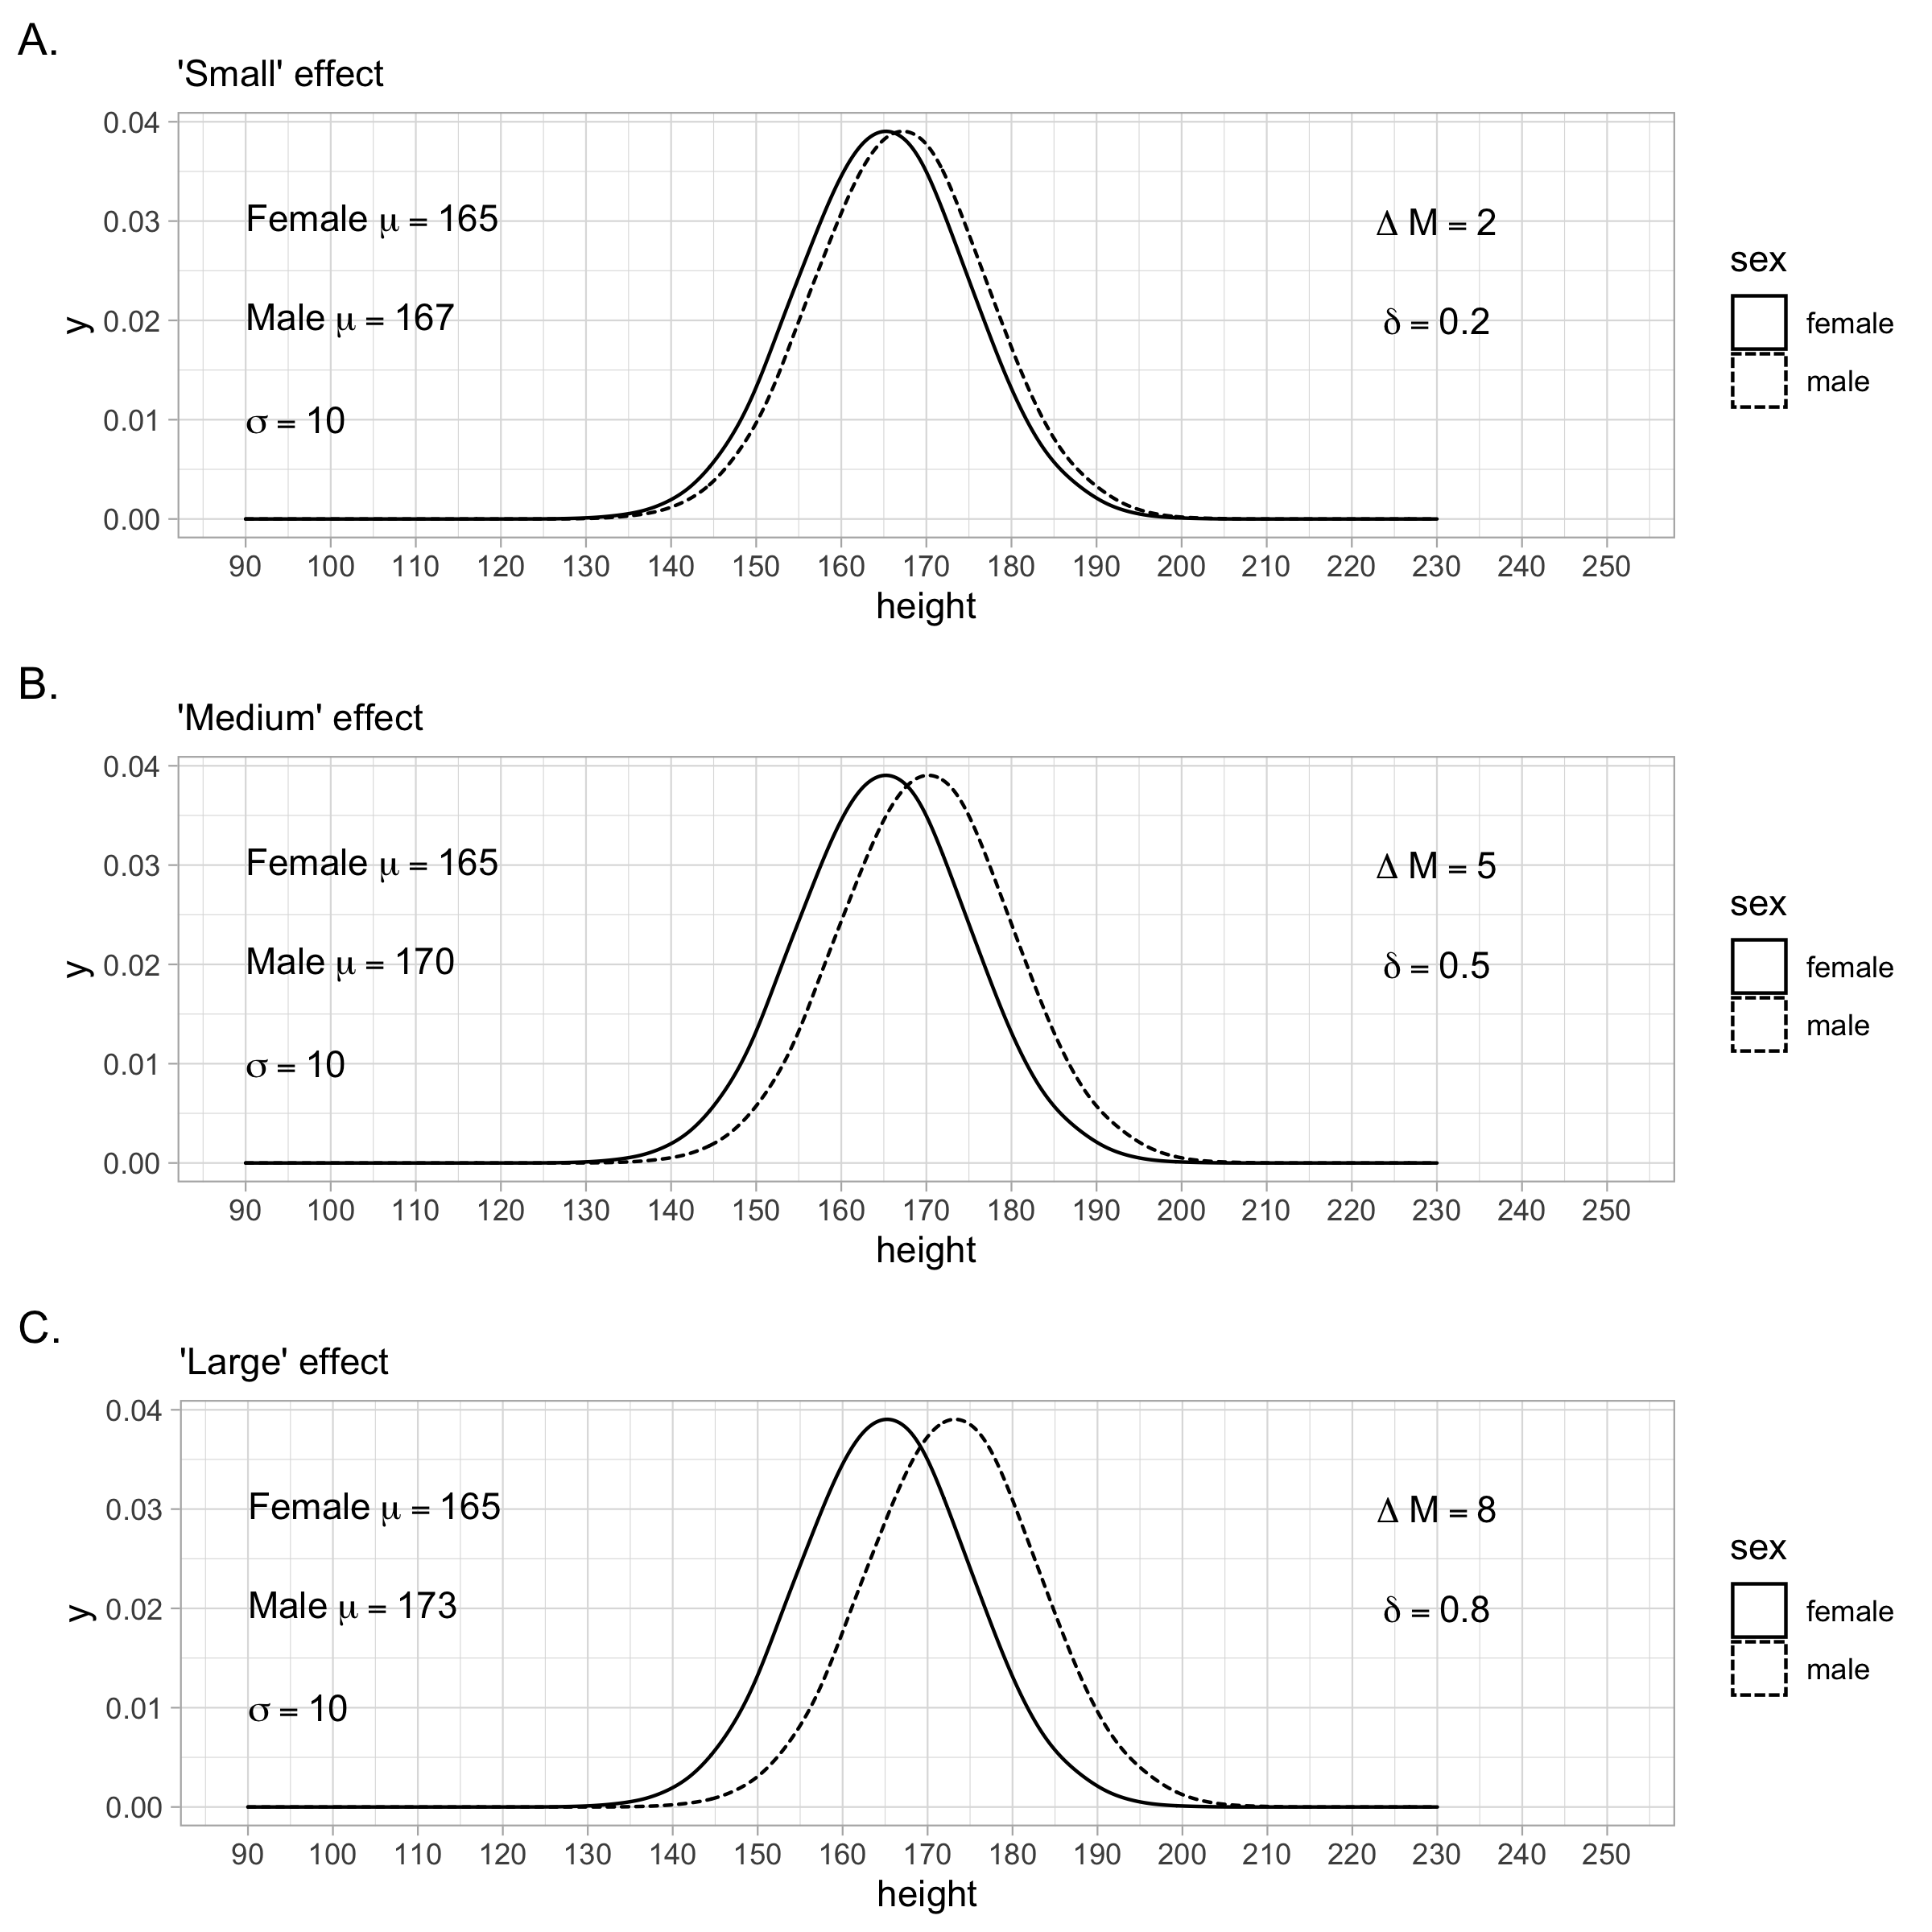 A.
'Small' effect
0.04
0.03
0.02
0.01
0.00
y
Female μ = 165
Male μ = 167
σ = 10
Δ M = 2
δ = 0.2
90 100 110 120 130 140 150 160 170 180 190 200 210 220 230 240 250
height
sex
female
male
B.
'Medium' effect
0.04
0.03
0.02
0.01
0.00
y
Female μ = 165
Male μ = 170
σ = 10
Δ M = 5
δ = 0.5
90 100 110 120 130 140 150 160 170 180 190 200 210 220 230 240 250
height
sex
female
male
C.
'Large' effect
0.04
0.03
0.02
0.01
0.00
y
Female μ = 165
Male μ = 173
σ = 10
Δ M = 8
δ = 0.8
90 100 110 120 130 140 150 160 170 180 190 200 210 220 230 240 250
height
sex
female
male